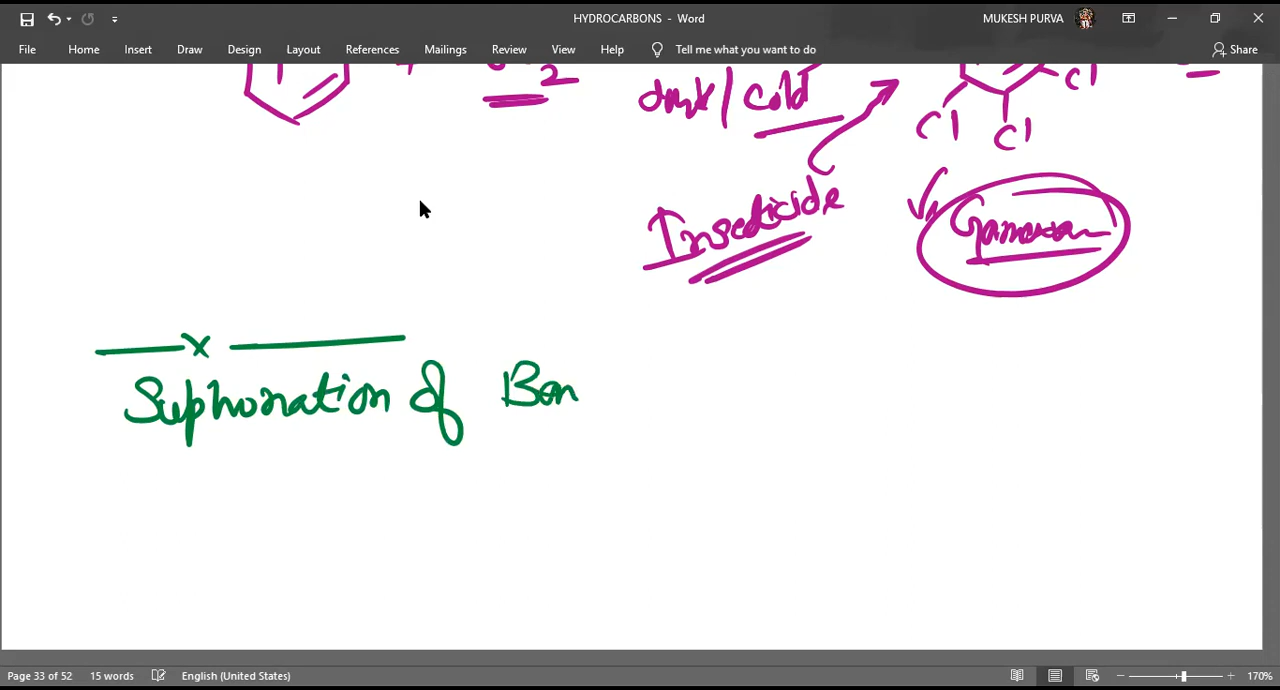 HYDROCARBONS - Word
MUKESH PURVA
File Home Insert Draw Design Layout References Mailings Review View Help Tell me what you want to do Share
2
Cl
dark/cold
Cl
Cl
Insecticide
Suphonation of Ben
Page 33 of 52 15 words English (United States) 170%